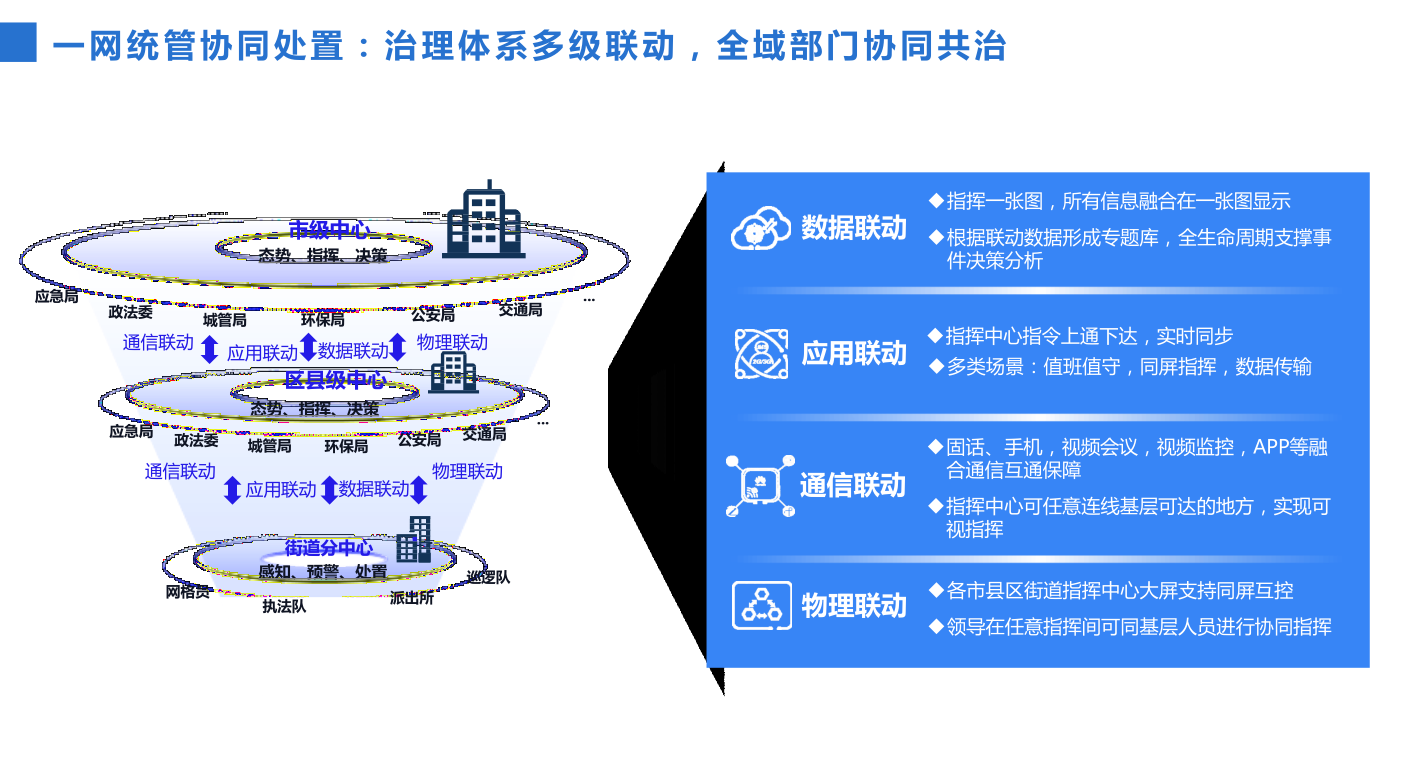 一网统管协同处置：治理体系多级联动，全域部门协同共治
市级中心
态势、指挥、决策
应急局
政法委
城管局
环保局
公安局
交通局
...
通信联动
应用联动
数据联动
物理联动
区县级中心
态势、指挥、决策
应急局
政法委
城管局
环保局
公安局
交通局
...
通信联动
应用联动
数据联动
物理联动
街道分中心
感知、预警、处置
网格员
执法队
派出所
巡逻队
数据联动
◆指挥一张图，所有信息融合在一张图显示
◆根据联动数据形成专题库，全生命周期支撑事
件决策分析
应用联动
◆指挥中心指令上通下达，实时同步
◆多类场景：值班值守，同屏指挥，数据传输
通信联动
◆固话、手机，视频会议，视频监控，APP等融
合通信互通保障
◆指挥中心可任意连线基层可达的地方，实现可
视指挥
物理联动
◆各市县区街道指挥中心大屏支持同屏互控
◆领导在任意指挥间可同基层人员进行协同指挥